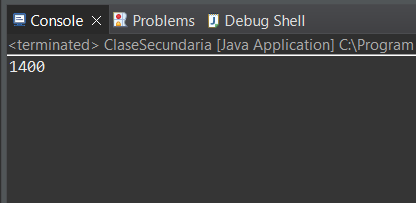 Console Problems Debug Shell
<terminated> ClaseSecundaria [Java Application] C:\Program
1400